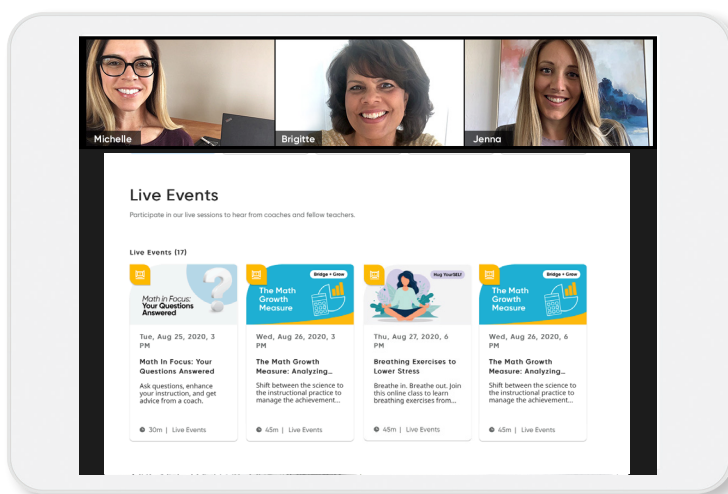 Michelle
Brigitte
Jenna
Live Events
Participate in our live sessions to hear from coaches and fellow teachers.
Live Events (17)
Math in Focus:
Your Questions
Answered
Tue, Aug 25, 2020, 3
PM
Math In Focus: Your
Questions Answered
Ask questions, enhance
your instruction, and get
advice from a coach.
30m | Live Events
Bridge + Grow
The Math
Growth
Measure
Wed, Aug 26, 2020, 3
PM
The Math Growth
Measure: Analyzing...
Shift between the science to
the instructional practice to
manage the achievement...
45m | Live Events
Hug YourSELF
Thu, Aug 27, 2020, 6
PM
Breathing Exercises to
Lower Stress
Breathe in. Breathe out. Join
this online class to learn
breathing exercises from...
45m | Live Events
Bridge + Grow
The Math
Growth
Measure
Wed, Aug 26, 2020, 6
PM
The Math Growth
Measure: Analyzing...
Shift between the science to
the instructional practice to
manage the achievement...
45m | Live Events